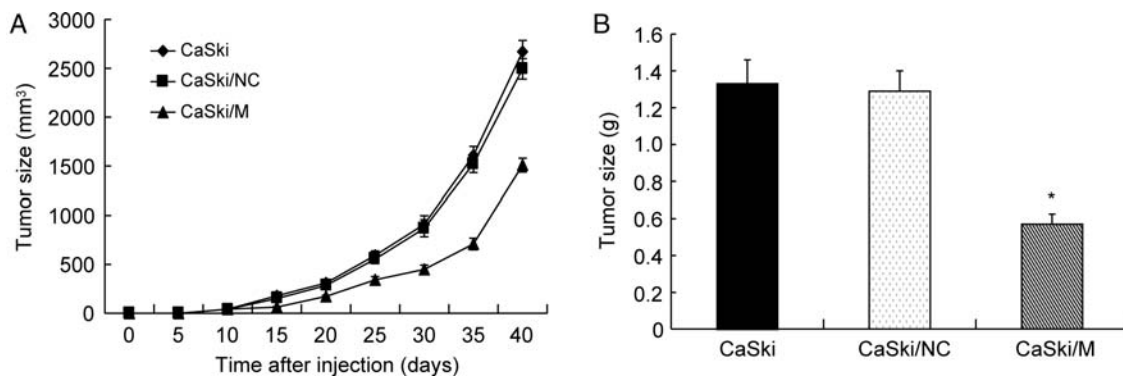 A
3000
2500
2000
1500
1000
500
0
Tumor size (mm³)
CaSki
CaSki/NC
CaSki/M
0 5 10 15 20 25 30 35 40
Time after injection (days)
B
1.6
1.4
1.2
1.0
0.8
0.6
0.4
0.2
0
Tumor size (g)
*
CaSki CaSki/NC CaSki/M